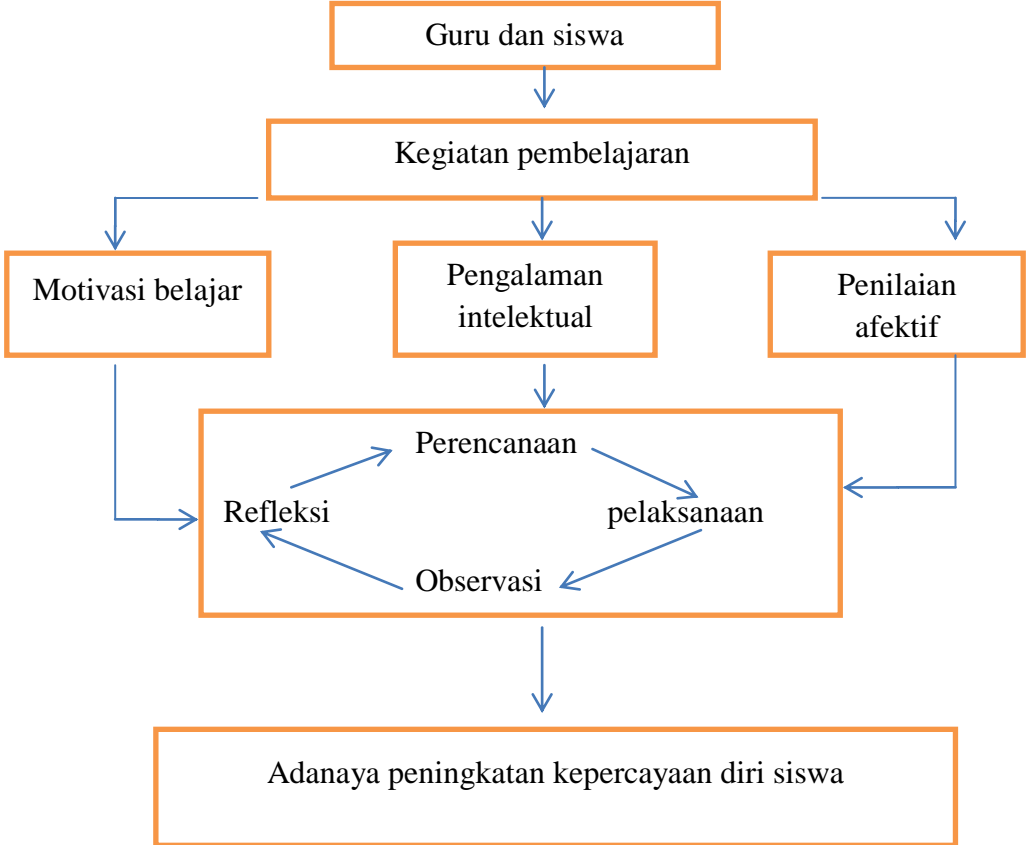 Guru dan siswa
Kegiatan pembelajaran
Motivasi belajar
Pengalaman
intelektual
Penilaian
afektif
Perencanaan
Refleksi
pelaksanaan
Observasi
Adanaya peningkatan kepercayaan diri siswa